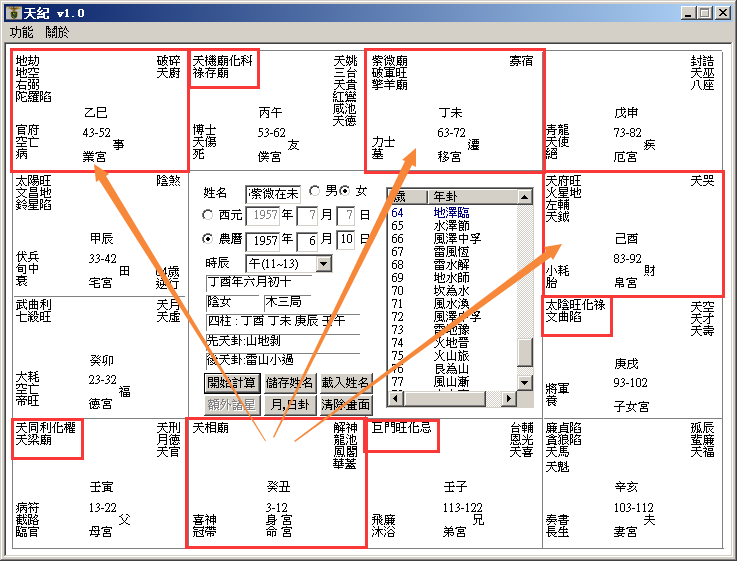 天紀 v1.0
功能 關於
地劫 破碎
地空 天廚
右弼
陀羅陷
乙巳
官府 43-52 事
空亡
病 業宮
天機廟化科 天姚
祿存廟 三台
天貴
紅鸞
咸池
天德
丙午
博士 53-62 友
天傷
死 僕宮
紫微廟 寡宿
破軍旺
擎羊廟
丁未
63-72 遷
力士
墓 移宮
封誥
天巫
八座
戊申
青龍 73-82 疾
天使
絕 厄宮
太陽旺 陰煞
文昌地
鈴星陷
甲辰
伏兵 33-42 田
旬中 64歲
衰 宅宮 逆行
姓名 紫微在未 男 女
西元 1957 年 7 月 7 日
農曆 1957 年 6 月 10 日
時辰 午(11~13)
丁酉年六月初十
陰女 木三局
四柱 : 丁酉 丁未 庚辰 壬午
先天卦:山地剝
後天卦:雷山小過
開始計算 儲存姓名 載入姓名
額外諸星 月,日卦 清除畫面
歲 年卦
64 地澤臨
65 水澤節
66 風澤中孚
67 雷風恆
68 雷水解
69 地水師
70 坎為水
71 風水渙
72 風澤中孚
73 雷地豫
74 火地晉
75 火山旅
76 艮為山
77 風山漸
天府旺 天哭
火星地
左輔
天鉞
己酉
83-92 財
小耗
胎 帛宮
武曲利 天月
七殺旺 天虛
癸卯
大耗 23-32 福
空亡
帝旺 德宮
太陰旺化祿 天空
文曲陷 天才
天壽
庚戌
將軍 93-102
養 子女宮
天同利化權 天刑
天梁廟 月德
天官
壬寅
病符 13-22 父
截路
臨官 母宮
天相廟 解神
龍池
鳳閣
華蓋
癸丑
3-12
喜神 身宮
冠帶 命宮
巨門旺化忌 台輔
恩光
天喜
壬子
113-122
飛廉 兄
沐浴 弟宮
廉貞陷 孤辰
貪狼陷 蜚廉
天馬 天福
天魁
辛亥
103-112
奏書 夫
長生 妻宮